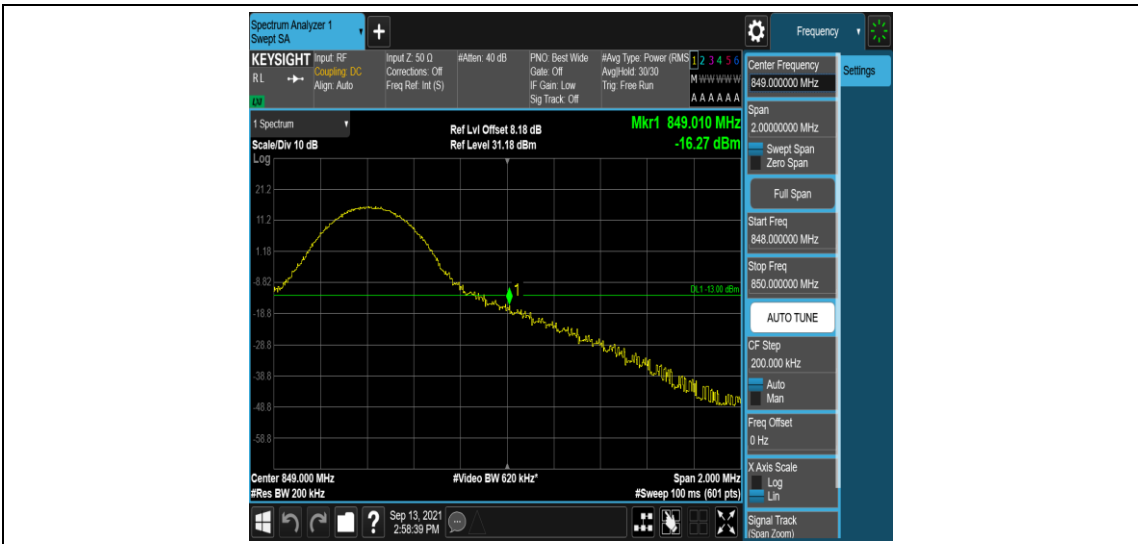 Spectrum Analyzer 1
Swept SA
+
Frequency
KEYSIGHT
RL
LXI
Input: RF
Coupling: DC
Align: Auto
Input Z: 50 Ω
Corrections: Off
Freq Ref: Int (S)
#Atten: 40 dB
PNO: Best Wide
Gate: Off
IF Gain: Low
Sig Track: Off
#Avg Type: Power (RMS
Avg|Hold: 30/30
Trig: Free Run
1 2 3 4 5 6
M W W W W W
A A A A A A
1 Spectrum
Scale/Div 10 dB
Log
Ref Lvl Offset 8.18 dB
Ref Level 31.18 dBm
Mkr1 849.010 MHz
-16.27 dBm
21.2
11.2
1.18
-8.82
-18.8
-28.8
-38.8
-48.8
-58.8
1
DL1 -13.00 dBm
Center 849.000 MHz
#Res BW 200 kHz
#Video BW 620 kHz*
Span 2.000 MHz
#Sweep 100 ms (601 pts)
?
Sep 13, 2021
2:58:39 PM
Center Frequency
849.000000 MHz
Settings
Span
2.00000000 MHz
Swept Span
Zero Span
Full Span
Start Freq
848.000000 MHz
Stop Freq
850.000000 MHz
AUTO TUNE
CF Step
200.000 kHz
Auto
Man
Freq Offset
0 Hz
X Axis Scale
Log
Lin
Signal Track
(Span Zoom)